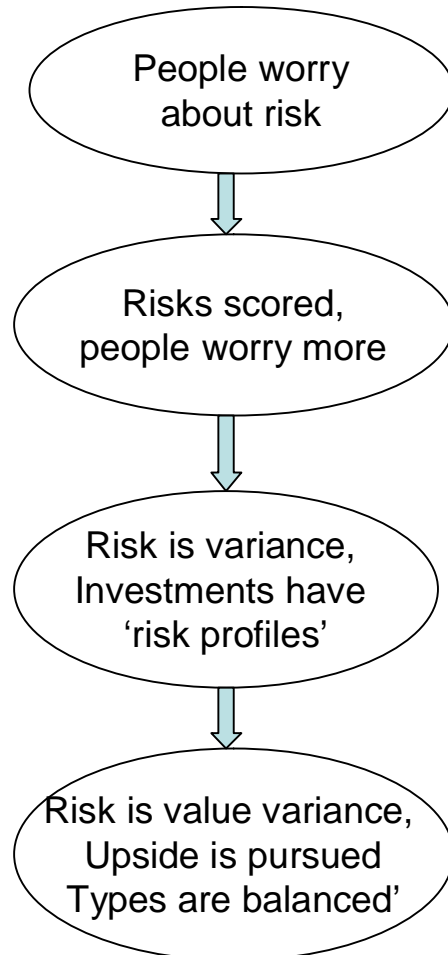 People worry
about risk
Risks scored,
people worry more
Risk is variance,
Investments have
‘risk profiles’
Risk is value variance,
Upside is pursued
Types are balanced’